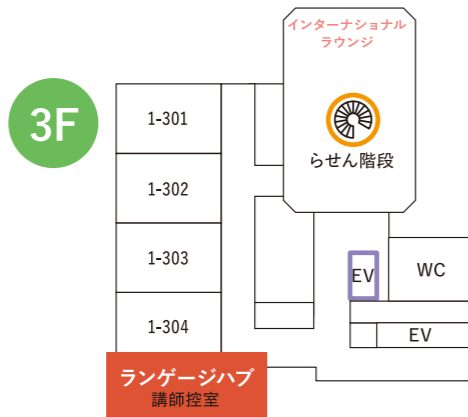 インターナショナル
ラウンジ
3F
1-301
らせん階段
1-302
1-303
EV
WC
1-304
EV
ランゲージハブ
講師控室